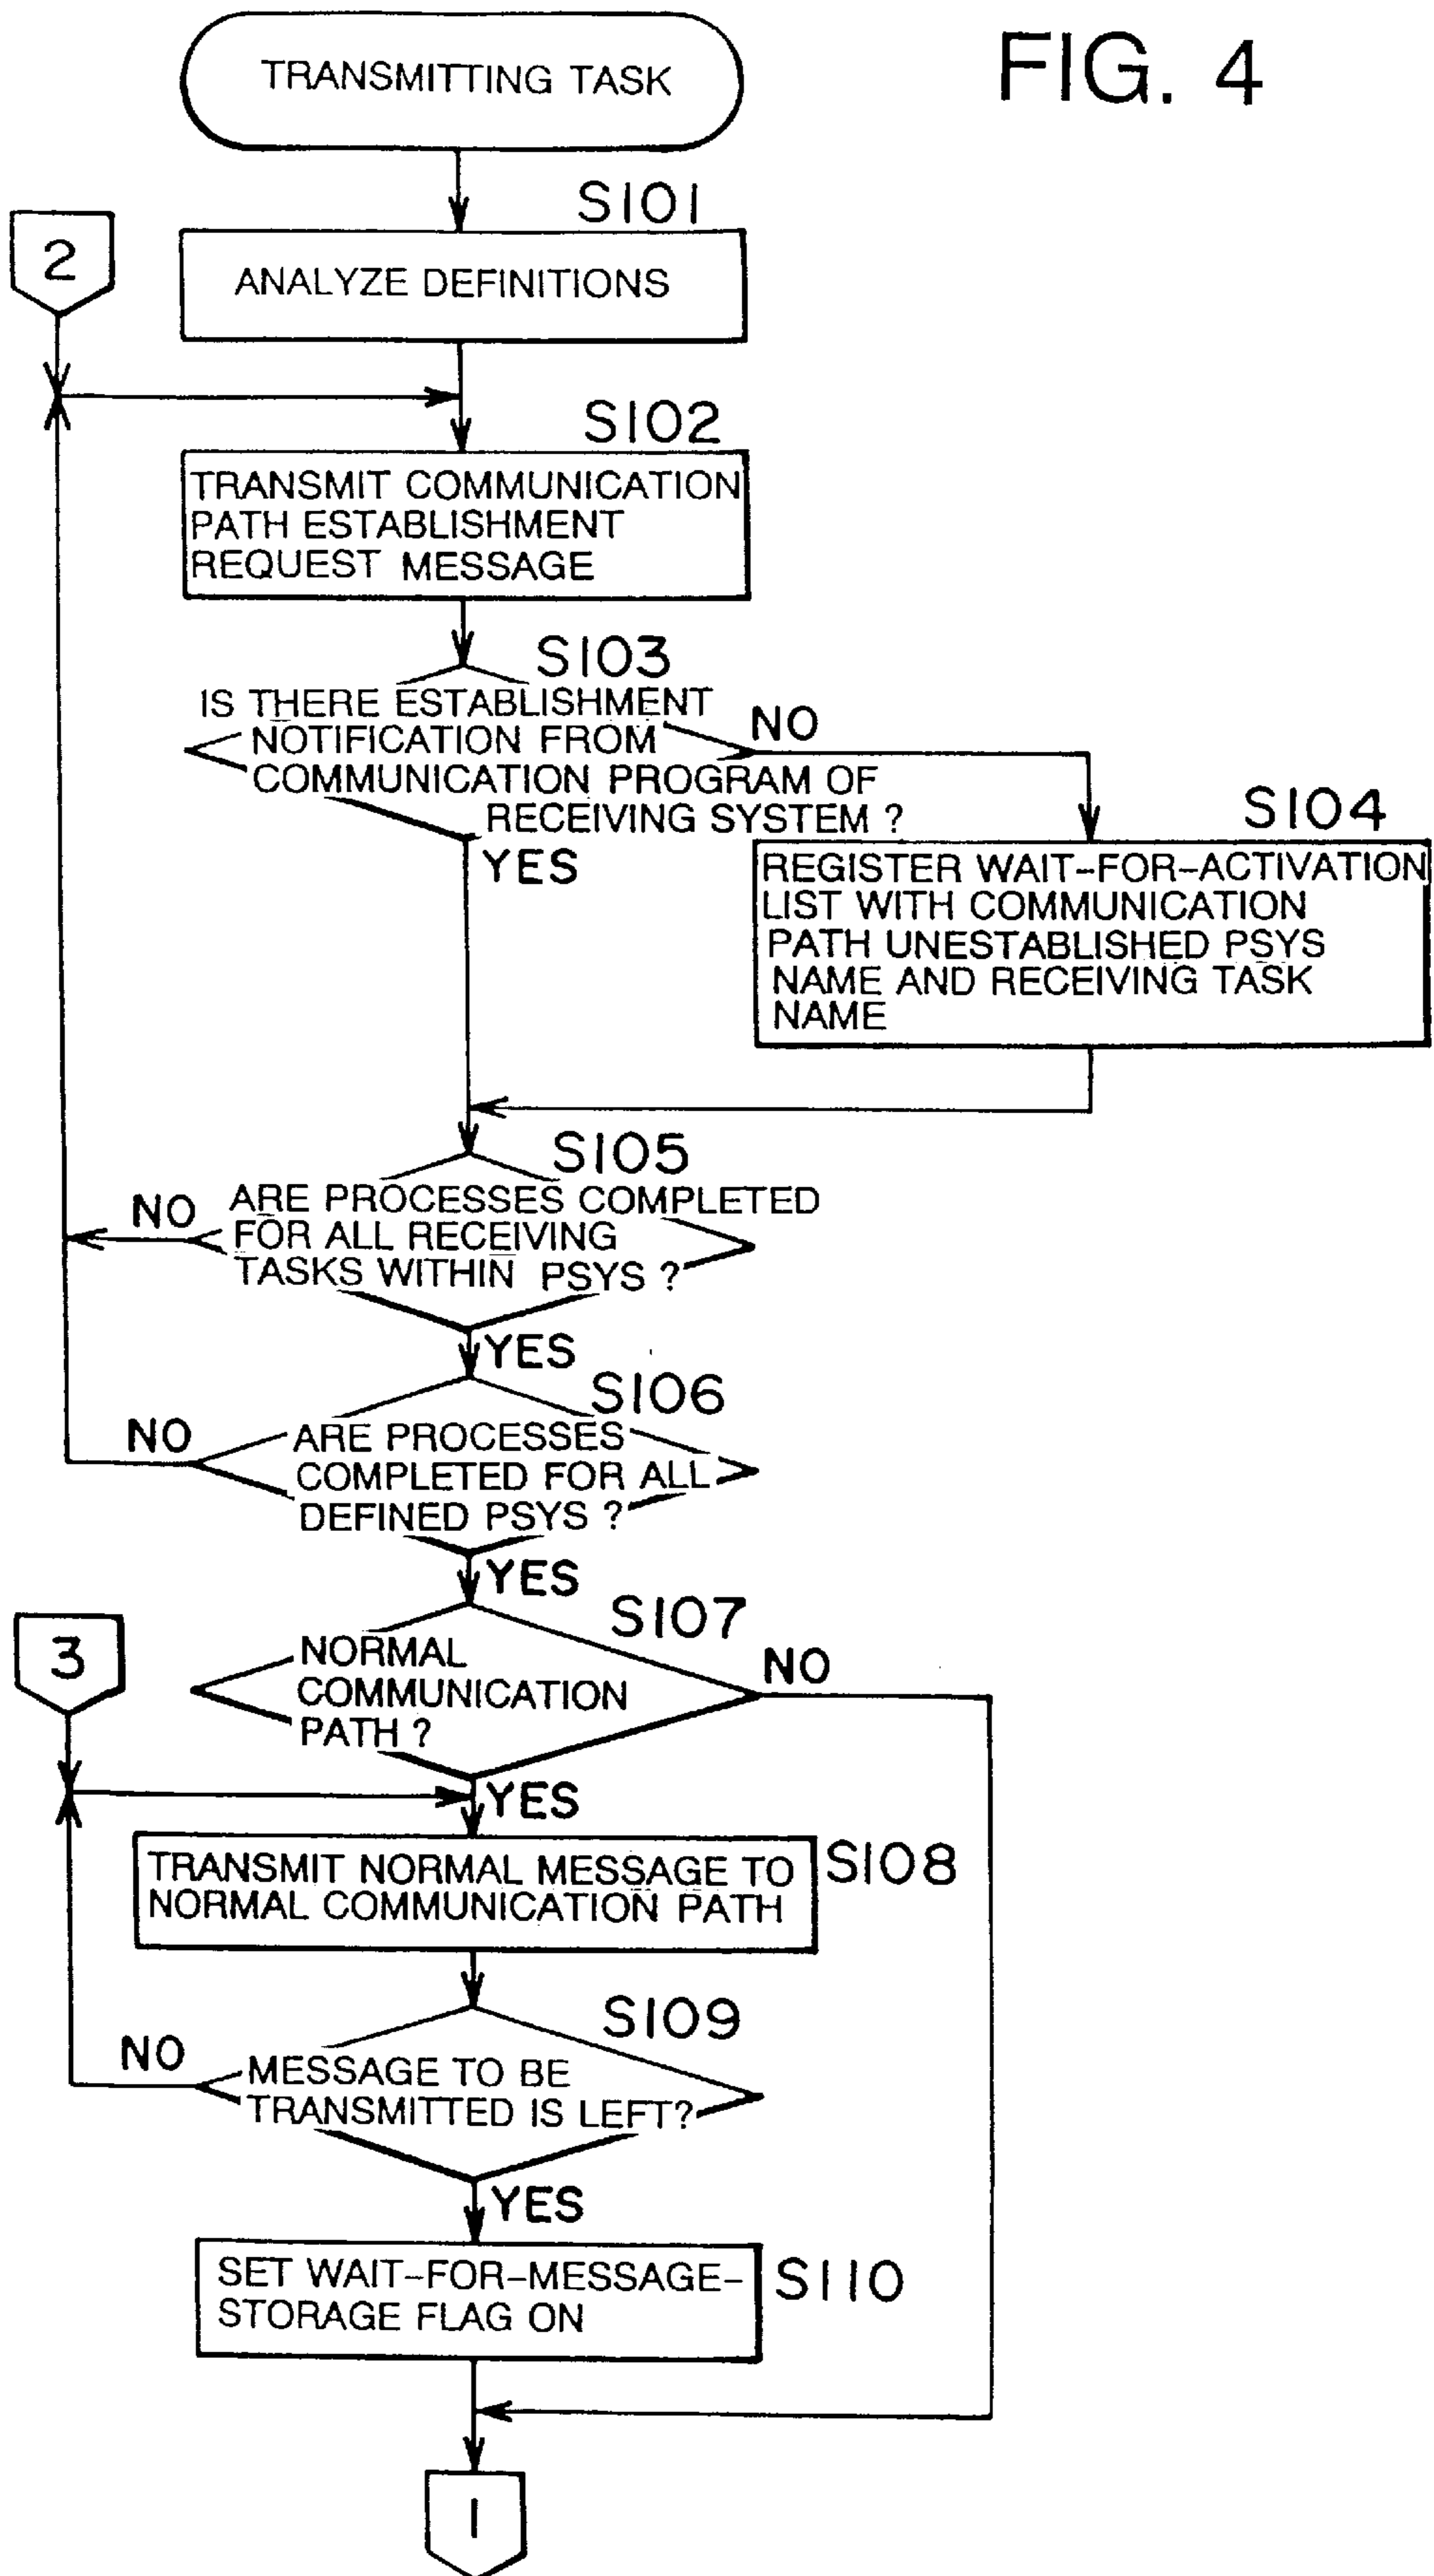 FIG. 4
TRANSMITTING TASK
S101
2
ANALYZE DEFINITIONS
S102
TRANSMIT COMMUNICATION
PATH ESTABLISHMENT
REQUEST MESSAGE
S103
IS THERE ESTABLISHMENT
NOTIFICATION FROM
COMMUNICATION PROGRAM OF
RECEIVING SYSTEM ?
NO
YES
S104
REGISTER WAIT-FOR-ACTIVATION
LIST WITH COMMUNICATION
PATH UNESTABLISHED PSYS
NAME AND RECEIVING TASK
NAME
S105
NO
ARE PROCESSES COMPLETED
FOR ALL RECEIVING
TASKS WITHIN PSYS ?
YES
S106
NO
ARE PROCESSES
COMPLETED FOR ALL
DEFINED PSYS ?
YES
S107
3
NORMAL
COMMUNICATION
PATH ?
NO
YES
TRANSMIT NORMAL MESSAGE TO
NORMAL COMMUNICATION PATH
S108
S109
NO
MESSAGE TO BE
TRANSMITTED IS LEFT?
YES
SET WAIT-FOR-MESSAGE-
STORAGE FLAG ON
S110
1